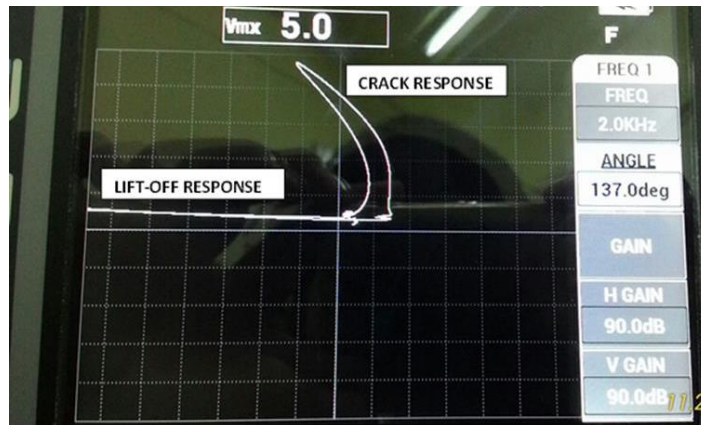 Vmx 5.0
F
CRACK RESPONSE
LIFT-OFF RESPONSE
FREQ 1
FREQ
2.0KHz
ANGLE
137.0deg
GAIN
H GAIN
90.0dB
V GAIN
90.0dB